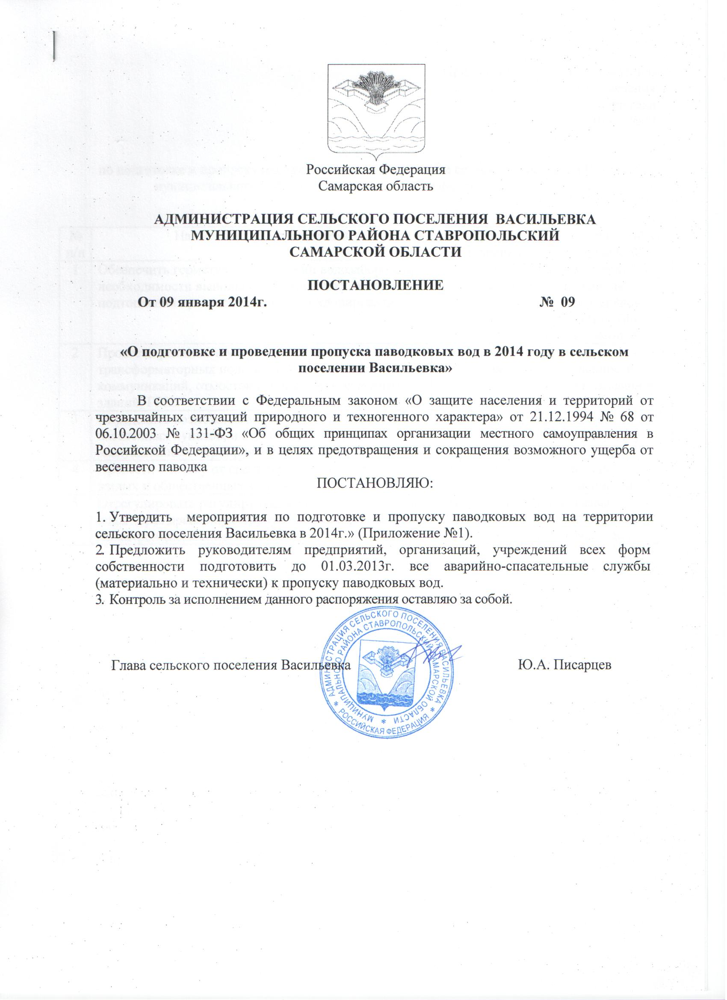 Российская Федерация
Самарская область
АДМИНИСТРАЦИЯ СЕЛЬСКОГО ПОСЕЛЕНИЯ ВАСИЛЬЕВКА
МУНИЦИПАЛЬНОГО РАЙОНА СТАВРОПОЛЬСКИЙ
САМАРСКОЙ ОБЛАСТИ
ПОСТАНОВЛЕНИЕ
От 09 января 2014г. № 09
«О подготовке и проведении пропуска паводковых вод в 2014 году в сельском
поселении Васильевка»
В соответствии с Федеральным законом «О защите населения и территорий от
чрезвычайных ситуаций природного и техногенного характера» от 21.12.1994 № 68 от
06.10.2003 № 131-ФЗ «Об общих принципах организации местного самоуправления в
Российской Федерации», и в целях предотвращения и сокращения возможного ущерба от
весеннего паводка
ПОСТАНОВЛЯЮ:
1. Утвердить мероприятия по подготовке и пропуску паводковых вод на территории
сельского поселения Васильевка в 2014г.» (Приложение №1).
2. Предложить руководителям предприятий, организаций, учреждений всех форм
собственности подготовить до 01.03.2013г. все аварийно-спасательные службы
(материально и технически) к пропуску паводковых вод.
3. Контроль за исполнением данного распоряжения оставляю за собой.
Глава сельского поселения Васильевка Ю.А. Писарцев
АДМИНИСТРАЦИЯ СЕЛЬСКОГО ПОСЕЛЕНИЯ ВАСИЛЬЕВКА
* РОССИЙСКАЯ ФЕДЕРАЦИЯ *
МУНИЦИПАЛЬНОГО РАЙОНА СТАВРОПОЛЬСКИЙ САМАРСКОЙ ОБЛАСТИ *